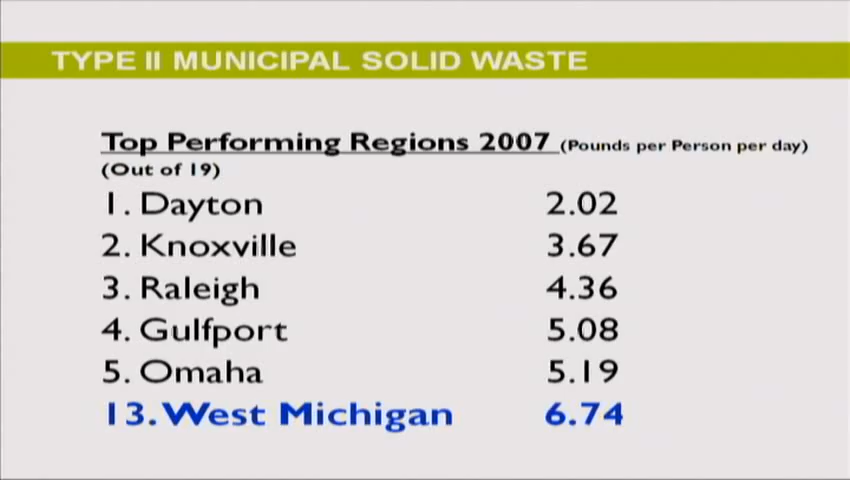 TYPE II MUNICIPAL SOLID WASTE
Top Performing Regions 2007 (Pounds per Person per day)
(Out of 19)
1. Dayton 2.02
2. Knoxville 3.67
3. Raleigh 4.36
4. Gulfport 5.08
5. Omaha 5.19
13. West Michigan 6.74